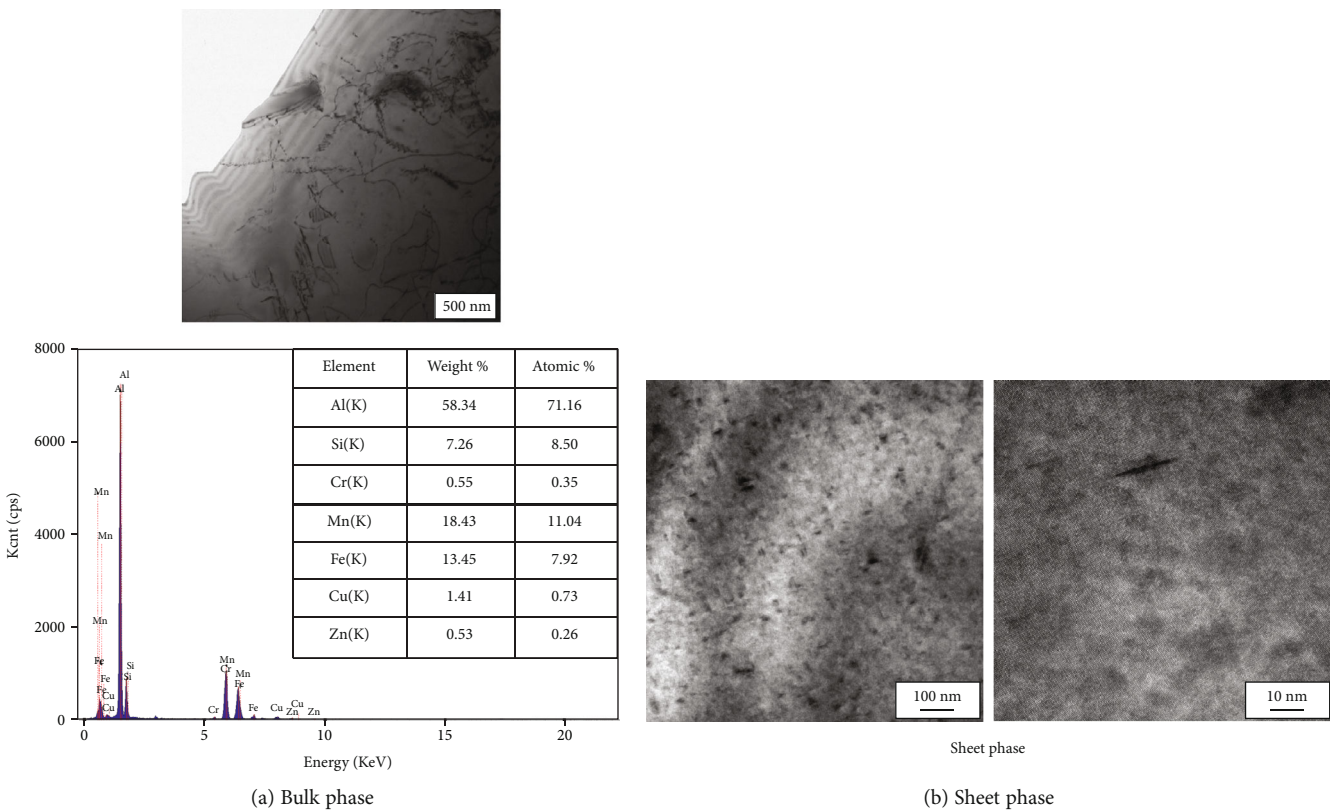 500 nm
8000
6000
4000
2000
0
Kcnt (cps)
Al
Al
Mn
Mn
Mn
Fe
Fe
Fe
Cu
Cu
Si
Si
Mn
Cr
Mn
Fe
Cr
Fe
Cu
Cu
Zn
Zn
Element Weight % Atomic %
Al(K) 58.34 71.16
Si(K) 7.26 8.50
Cr(K) 0.55 0.35
Mn(K) 18.43 11.04
Fe(K) 13.45 7.92
Cu(K) 1.41 0.73
Zn(K) 0.53 0.26
0 5 10 15 20
Energy (KeV)
(a) Bulk phase
100 nm
10 nm
Sheet phase
(b) Sheet phase